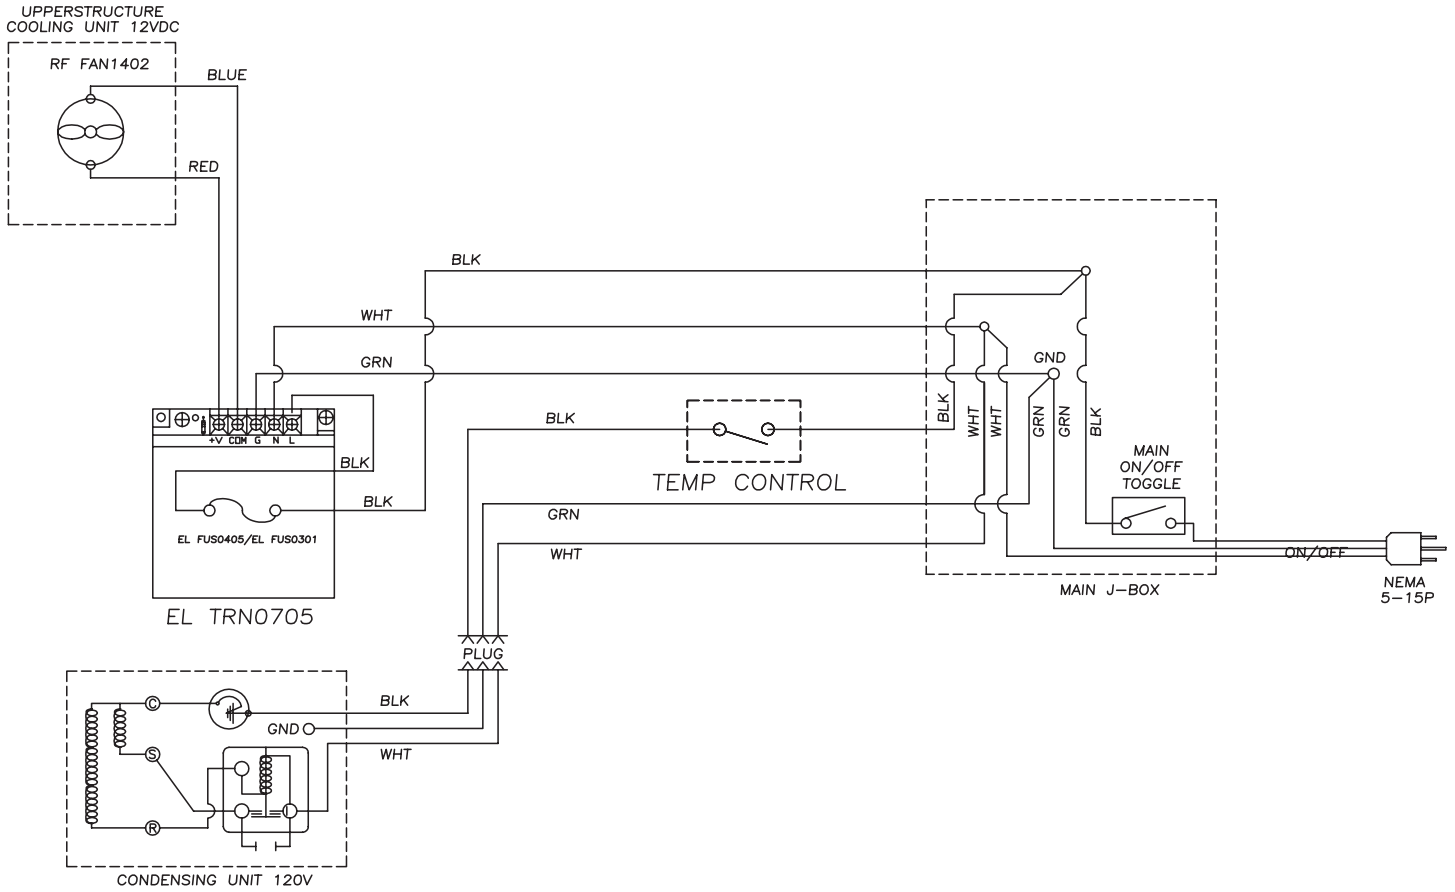 UPPERSTRUCTURE
COOLING UNIT 12VDC
RF FAN1402
BLUE
RED
BLK
WHT
GRN
GND
+V COM G N L
BLK
BLK
EL FUS0405/EL FUS0301
EL TRN0705
BLK
TEMP CONTROL
GRN
WHT
BLK
WHT
WHT
GRN
GRN
BLK
MAIN
ON/OFF
TOGGLE
ON/OFF
MAIN J-BOX
NEMA
5-15P
PLUG
C
S
R
BLK
GND
WHT
CONDENSING UNIT 120V